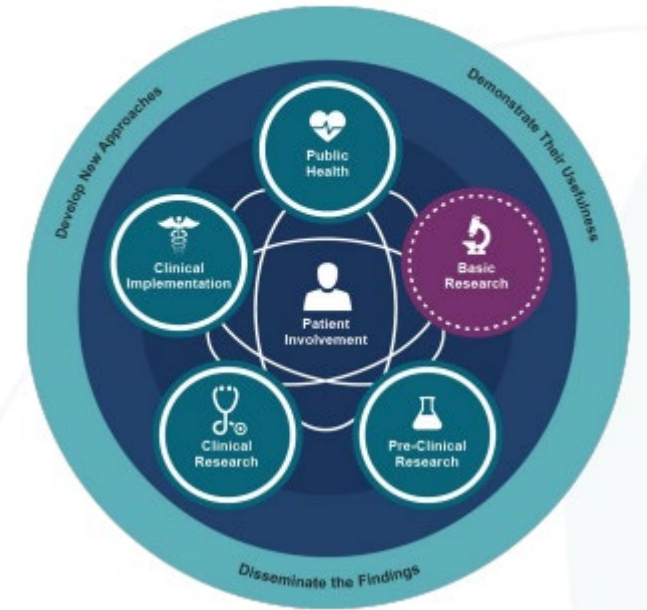 Develop New Approaches
Demonstrate Their Usefulness
Public
Health
Clinical
Implementation
Basic
Research
Patient
Involvement
Clinical
Research
Pre-Clinical
Research
Disseminate the Findings